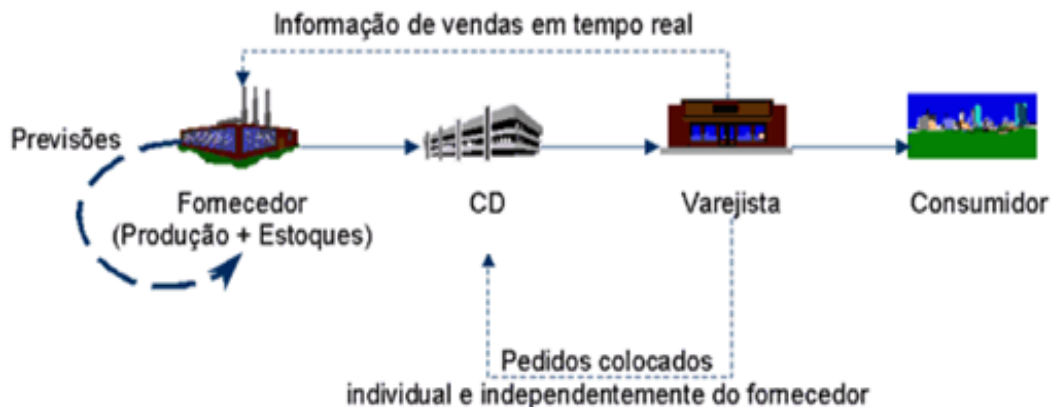 Informação de vendas em tempo real
Previsões
Fornecedor
(Produção + Estoques)
CD
Varejista
Consumidor
Pedidos colocados
individual e independentemente do fornecedor